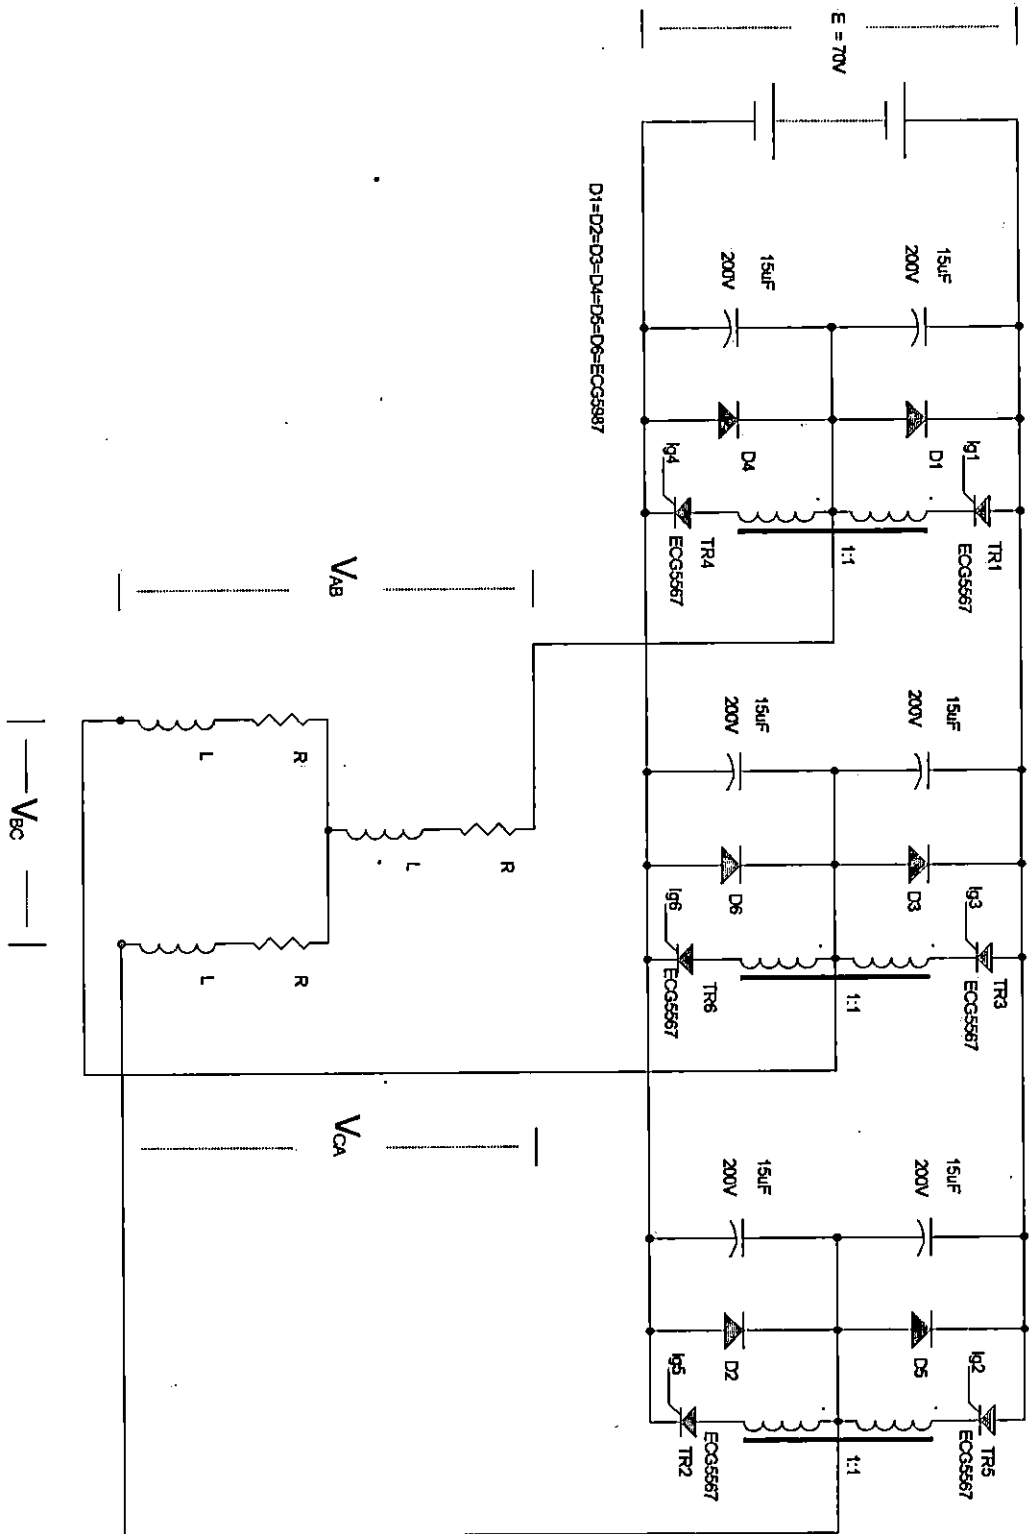 E = 70V
15uF
200V
15uF
200V
D1
D4
Ig1
TR1
ECG5567
Ig4
TR4
ECG5567
1:1
15uF
200V
15uF
200V
D3
D6
Ig3
TR3
ECG5567
Ig6
TR6
ECG5567
1:1
15uF
200V
15uF
200V
D5
D2
Ig2
TR5
ECG5567
Ig5
ECG5567
TR2
1:1
D1=D2=D3=D4=D5=D6=ECG5987
VAB
VCA
VBC
R
L
R
L
R
L